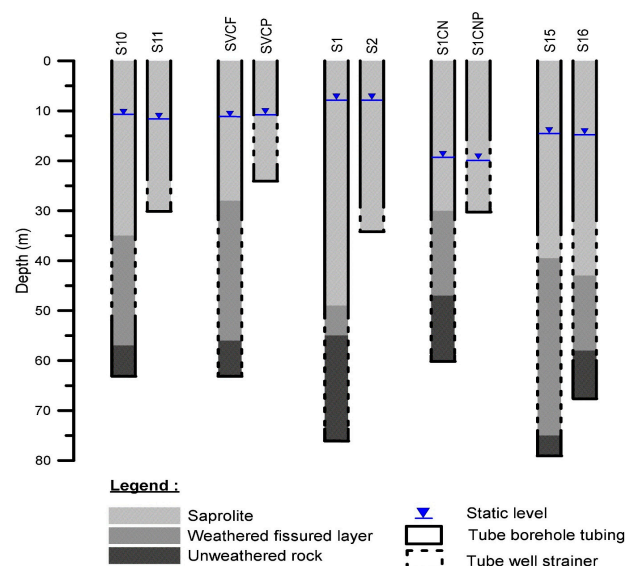 S10 S11 SVCF SVCP S1 S2 S1CN S1CNP S15 S16
0
10
20
30
40
50
60
70
80
Depth (m)
Legend :
Saprolite
Weathered fissured layer
Unweathered rock
Static level
Tube borehole tubing
Tube well strainer